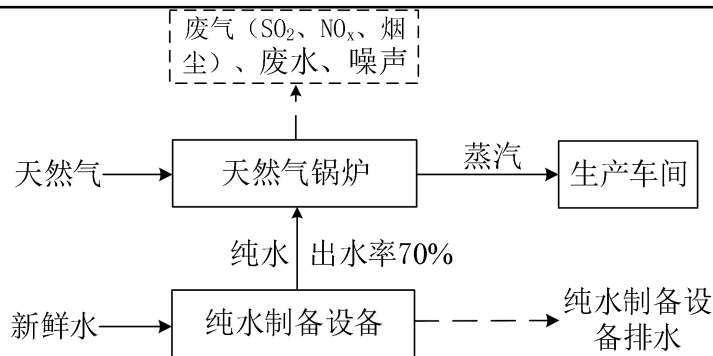 废气（SO₂、NOₓ、烟
尘）、废水、噪声
天然气
天然气锅炉
蒸汽
生产车间
纯水
出水率70%
新鲜水
纯水制备设备
纯水制备设
备排水